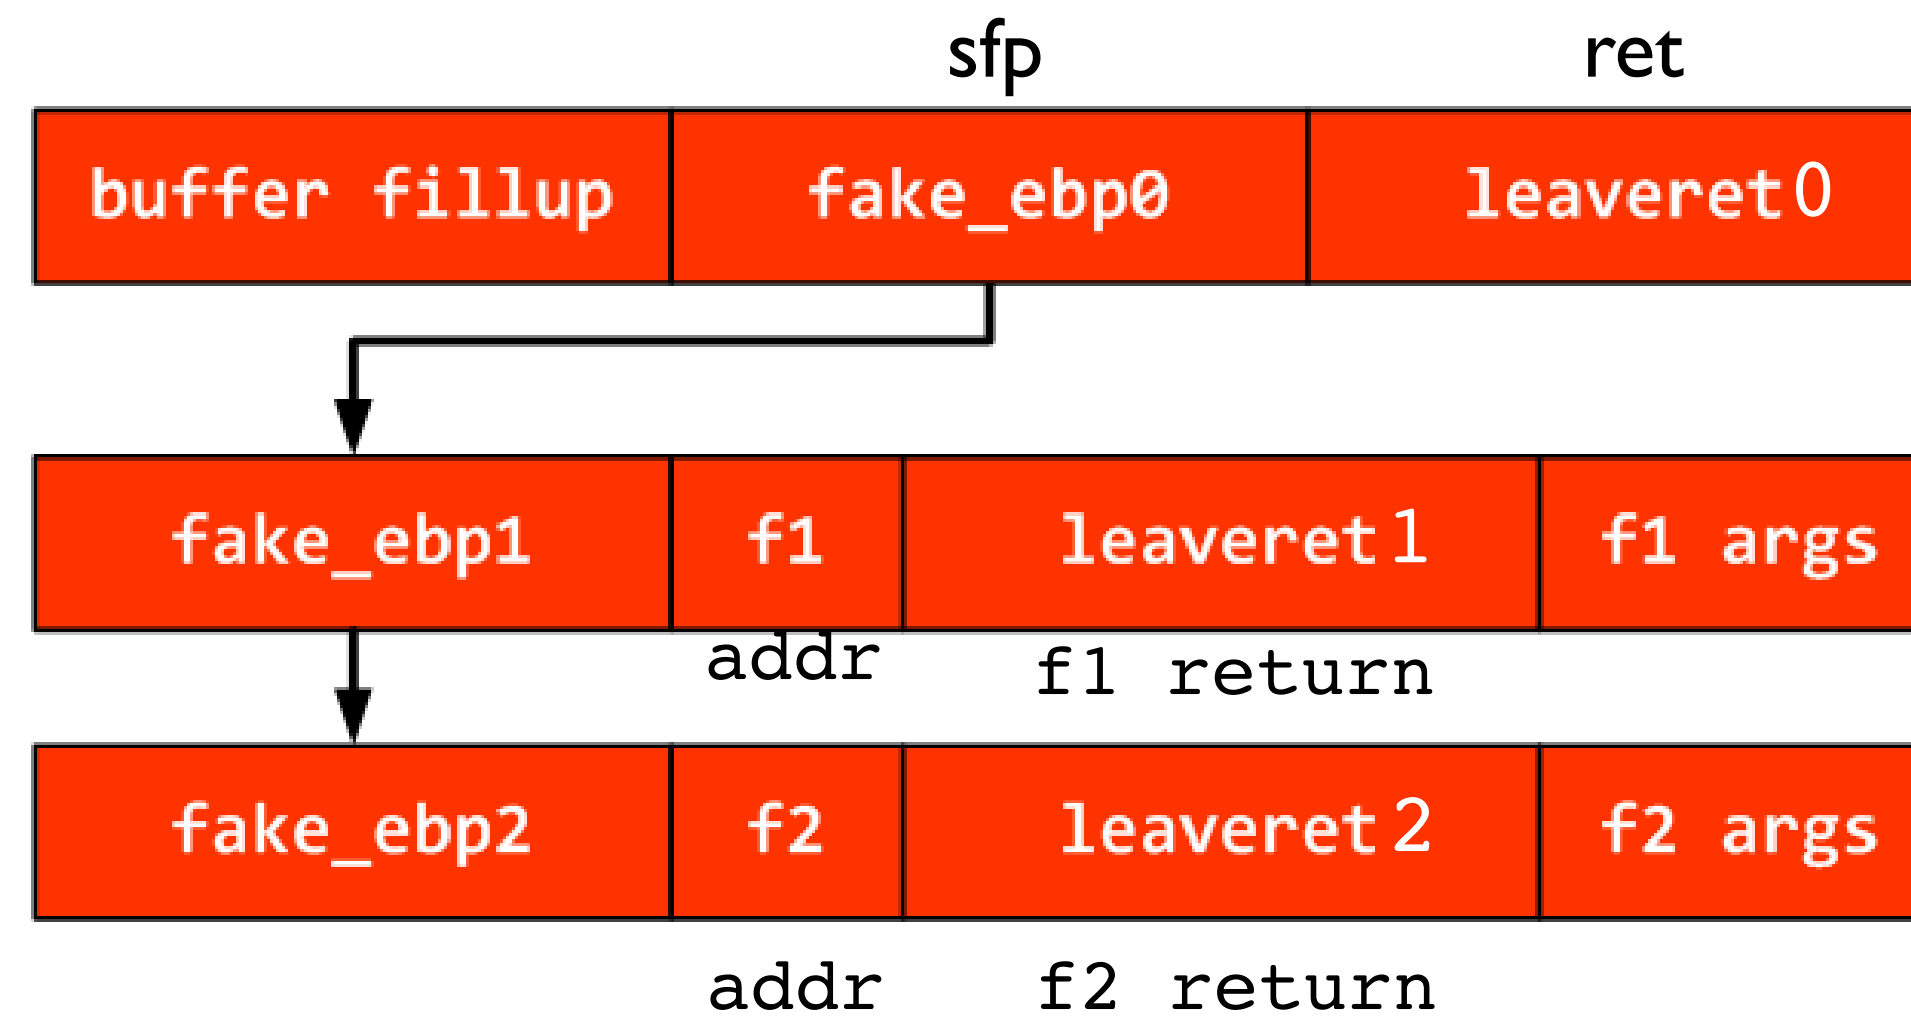 sfp ret
buffer fillup fake_ebp0 leaveret0
fake_ebp1 f1 leaveret1 f1 args
addr f1 return
fake_ebp2 f2 leaveret2 f2 args
addr f2 return